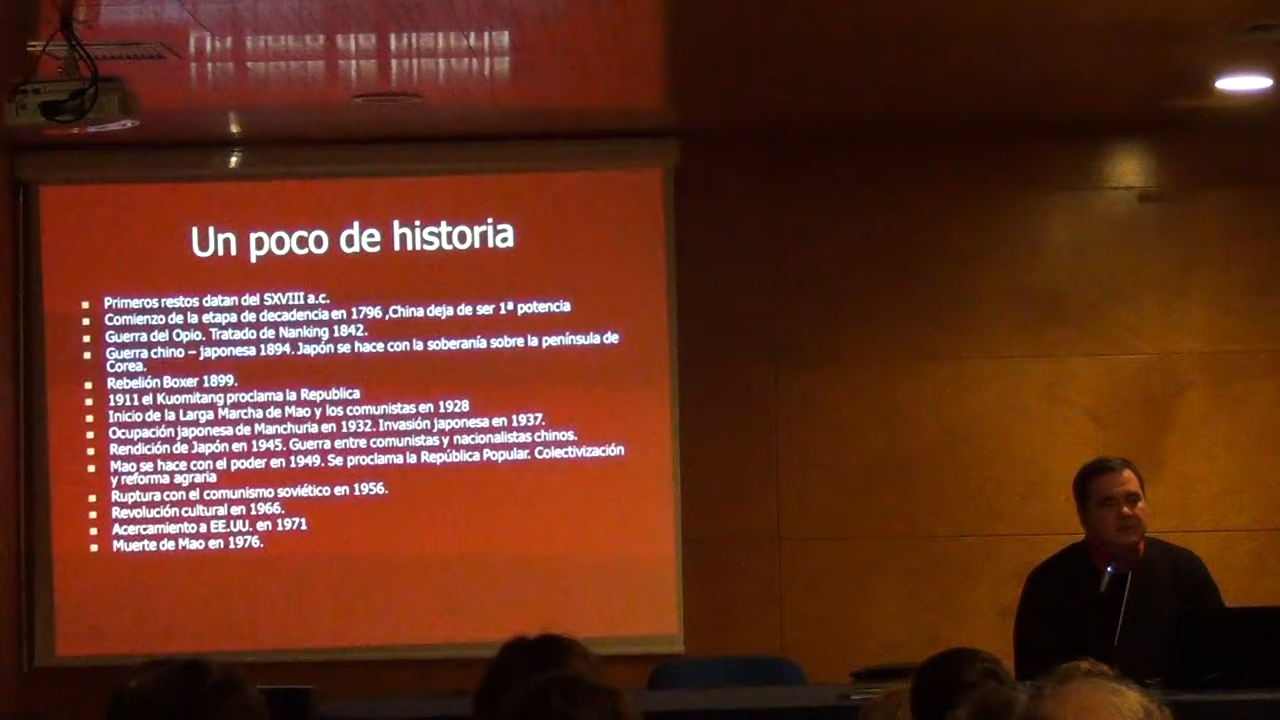 Un poco de historia
Primeros restos datan del SXVIII a.c.
Comienzo de la etapa de decadencia en 1796 ,China deja de ser 1ª potencia
Guerra del Opio. Tratado de Nanking 1842.
Guerra chino – japonesa 1894. Japón se hace con la soberanía sobre la península de
Corea.
Rebelión Boxer 1899.
1911 el Kuomitang proclama la Republica
Inicio de la Larga Marcha de Mao y los comunistas en 1928
Ocupación japonesa de Manchuria en 1932. Invasión japonesa en 1937.
Rendición de Japón en 1945. Guerra entre comunistas y nacionalistas chinos.
Mao se hace con el poder en 1949. Se proclama la República Popular. Colectivización
y reforma agraria
Ruptura con el comunismo soviético en 1956.
Revolución cultural en 1966.
Acercamiento a EE.UU. en 1971
Muerte de Mao en 1976.